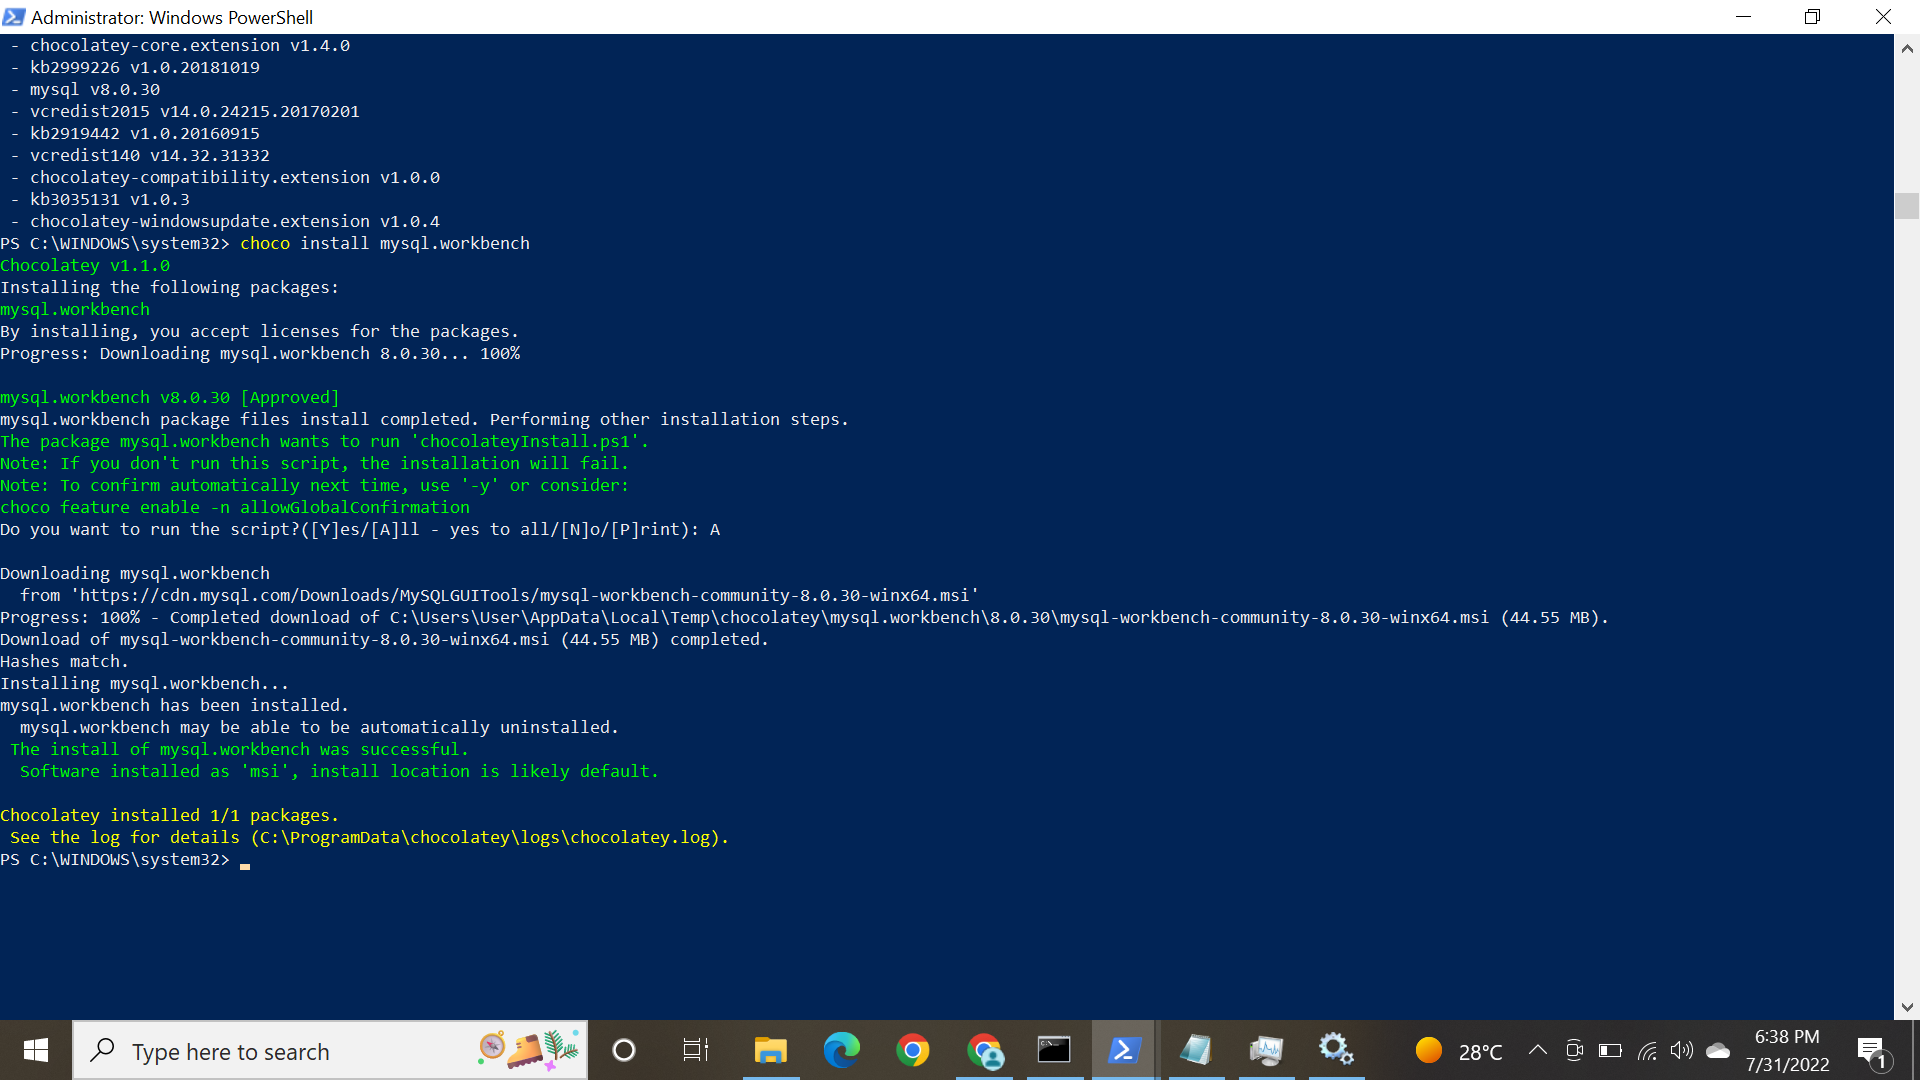 Administrator: Windows PowerShell
- chocolatey-core.extension v1.4.0
- kb2999226 v1.0.20181019
- mysql v8.0.30
- vcredist2015 v14.0.24215.20170201
- kb2919442 v1.0.20160915
- vcredist140 v14.32.31332
- chocolatey-compatibility.extension v1.0.0
- kb3035131 v1.0.3
- chocolatey-windowsupdate.extension v1.0.4
PS C:\WINDOWS\system32> choco install mysql.workbench
Chocolatey v1.1.0
Installing the following packages:
mysql.workbench
By installing, you accept licenses for the packages.
Progress: Downloading mysql.workbench 8.0.30... 100%
mysql.workbench v8.0.30 [Approved]
mysql.workbench package files install completed. Performing other installation steps.
The package mysql.workbench wants to run 'chocolateyInstall.ps1'.
Note: If you don't run this script, the installation will fail.
Note: To confirm automatically next time, use '-y' or consider:
choco feature enable -n allowGlobalConfirmation
Do you want to run the script?([Y]es/[A]ll - yes to all/[N]o/[P]rint): A
Downloading mysql.workbench
from 'https://cdn.mysql.com/Downloads/MySQLGUITools/mysql-workbench-community-8.0.30-winx64.msi'
Progress: 100% - Completed download of C:\Users\User\AppData\Local\Temp\chocolatey\mysql.workbench\8.0.30\mysql-workbench-community-8.0.30-winx64.msi (44.55 MB).
Download of mysql-workbench-community-8.0.30-winx64.msi (44.55 MB) completed.
Hashes match.
Installing mysql.workbench...
mysql.workbench has been installed.
mysql.workbench may be able to be automatically uninstalled.
The install of mysql.workbench was successful.
Software installed as 'msi', install location is likely default.
Chocolatey installed 1/1 packages.
See the log for details (C:\ProgramData\chocolatey\logs\chocolatey.log).
PS C:\WINDOWS\system32>
Type here to search
28°C
6:38 PM
7/31/2022
1